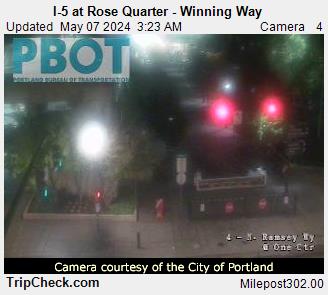 I-5 at Rose Quarter - Winning Way
Updated May 07 2024 3:23 AM Camera 4
PBOT
PORTLAND BUREAU OF TRANSPORTATION
4 - N. Ramsey Wy
@ One Ctr
Camera courtesy of the City of Portland
TripCheck.com Milepost302.00